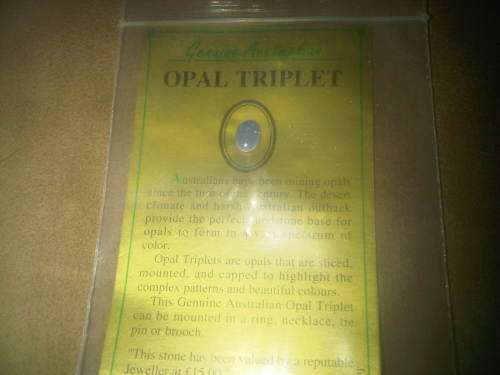 Genuine Australian
OPAL TRIPLET
Australians have been mining opals
since the turn of the century. The desert
climate and harsh Australian outback
provide the perfect sandstone base for
opals to form in a vast spectrum of
color.
Opal Triplets are opals that are sliced,
mounted, and capped to highlight the
complex patterns and beautiful colours.
This Genuine Australian Opal Triplet
can be mounted in a ring, necklace, tie
pin or brooch.
"This stone has been valued by a reputable
Jeweller at £15.00